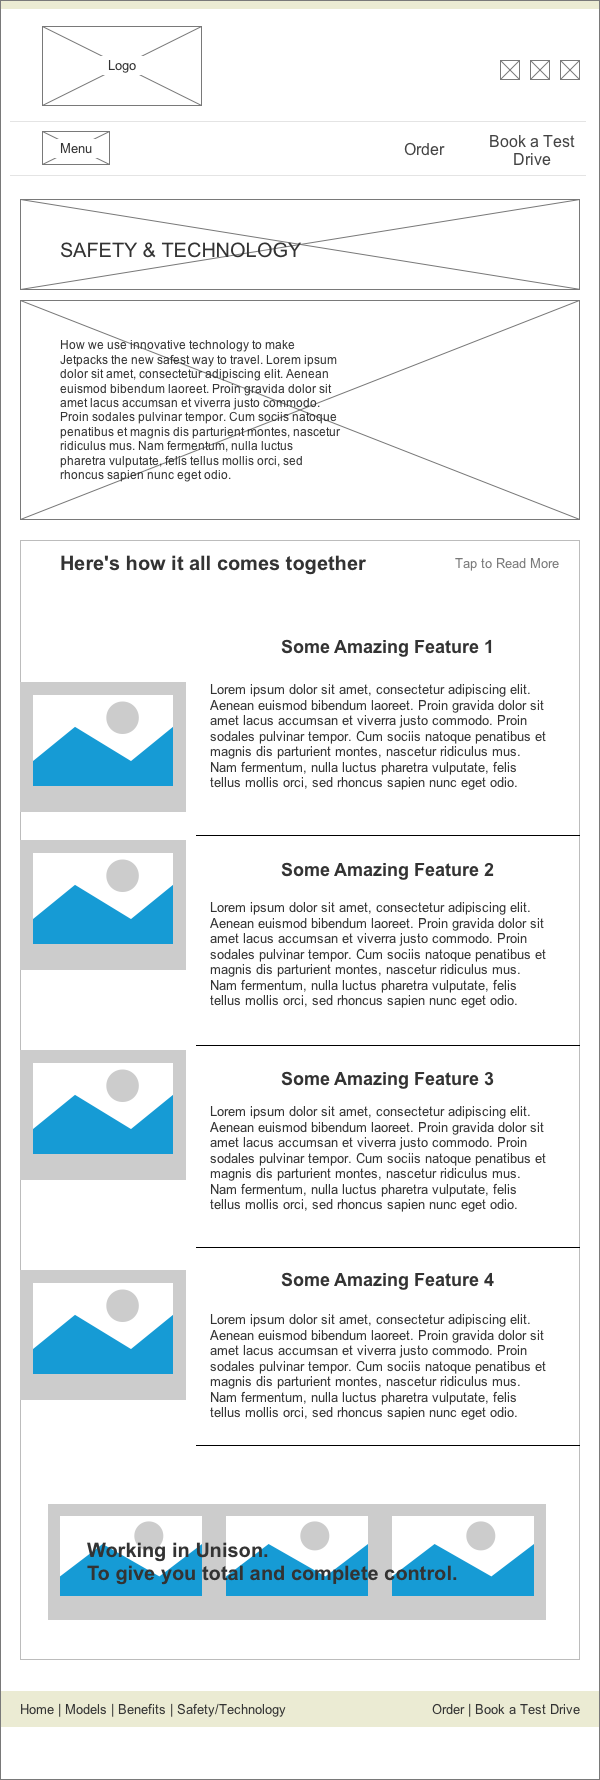 Logo
Menu
Order
Book a Test
Drive
SAFETY & TECHNOLOGY
How we use innovative technology to make
Jetpacks the new safest way to travel. Lorem ipsum
dolor sit amet, consectetur adipiscing elit. Aenean
euismod bibendum laoreet. Proin gravida dolor sit
amet lacus accumsan et viverra justo commodo.
Proin sodales pulvinar tempor. Cum sociis natoque
penatibus et magnis dis parturient montes, nascetur
ridiculus mus. Nam fermentum, nulla luctus
pharetra vulputate, felis tellus mollis orci, sed
rhoncus sapien nunc eget odio.
Here's how it all comes together
Tap to Read More
Some Amazing Feature 1
Lorem ipsum dolor sit amet, consectetur adipiscing elit.
Aenean euismod bibendum laoreet. Proin gravida dolor sit
amet lacus accumsan et viverra justo commodo. Proin
sodales pulvinar tempor. Cum sociis natoque penatibus et
magnis dis parturient montes, nascetur ridiculus mus.
Nam fermentum, nulla luctus pharetra vulputate, felis
tellus mollis orci, sed rhoncus sapien nunc eget odio.
Some Amazing Feature 2
Lorem ipsum dolor sit amet, consectetur adipiscing elit.
Aenean euismod bibendum laoreet. Proin gravida dolor sit
amet lacus accumsan et viverra justo commodo. Proin
sodales pulvinar tempor. Cum sociis natoque penatibus et
magnis dis parturient montes, nascetur ridiculus mus.
Nam fermentum, nulla luctus pharetra vulputate, felis
tellus mollis orci, sed rhoncus sapien nunc eget odio.
Some Amazing Feature 3
Lorem ipsum dolor sit amet, consectetur adipiscing elit.
Aenean euismod bibendum laoreet. Proin gravida dolor sit
amet lacus accumsan et viverra justo commodo. Proin
sodales pulvinar tempor. Cum sociis natoque penatibus et
magnis dis parturient montes, nascetur ridiculus mus.
Nam fermentum, nulla luctus pharetra vulputate, felis
tellus mollis orci, sed rhoncus sapien nunc eget odio.
Some Amazing Feature 4
Lorem ipsum dolor sit amet, consectetur adipiscing elit.
Aenean euismod bibendum laoreet. Proin gravida dolor sit
amet lacus accumsan et viverra justo commodo. Proin
sodales pulvinar tempor. Cum sociis natoque penatibus et
magnis dis parturient montes, nascetur ridiculus mus.
Nam fermentum, nulla luctus pharetra vulputate, felis
tellus mollis orci, sed rhoncus sapien nunc eget odio.
Working in Unison.
To give you total and complete control.
Home | Models | Benefits | Safety/Technology
Order | Book a Test Drive